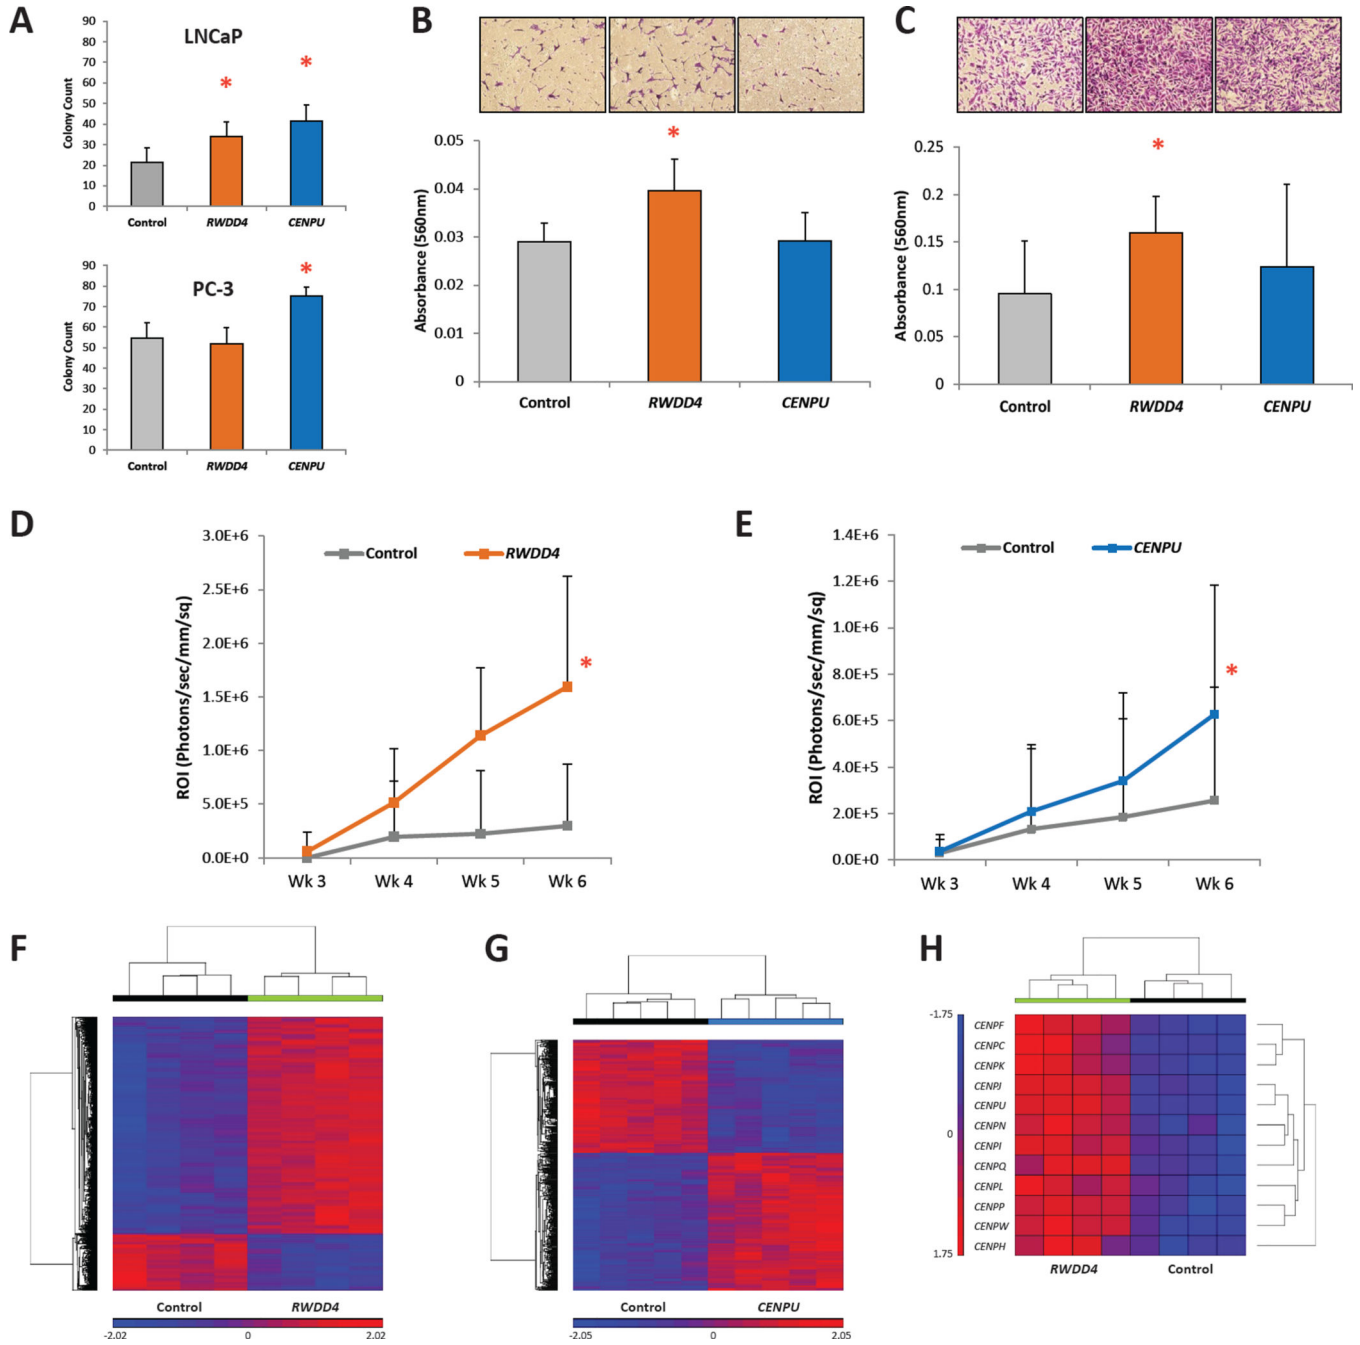 A
LNCaP
Colony Count
90
80
70
60
50
40
30
20
10
0
*
*
Control
RWDD4
CENPU
PC-3
Colony Count
90
80
70
60
50
40
30
20
10
0
*
Control
RWDD4
CENPU
B
Absorbance (560nm)
0.05
0.04
0.03
0.02
0.01
0
*
Control
RWDD4
CENPU
C
Absorbance (560nm)
0.25
0.2
0.15
0.1
0.05
0
*
Control
RWDD4
CENPU
D
ROI (Photons/sec/mm/sq)
3.0E+6
2.5E+6
2.0E+6
1.5E+6
1.0E+6
5.0E+5
0.0E+0
Control
RWDD4
*
Wk 3
Wk 4
Wk 5
Wk 6
E
ROI (Photons/sec/mm/sq)
1.4E+6
1.2E+6
1.0E+6
8.0E+5
6.0E+5
4.0E+5
2.0E+5
0.0E+0
Control
CENPU
*
Wk 3
Wk 4
Wk 5
Wk 6
F
Control
RWDD4
-2.02
0
2.02
G
Control
CENPU
-2.05
0
2.05
H
-1.75
0
1.75
CENPF
CENPC
CENPK
CENPJ
CENPU
CENPN
CENPI
CENPQ
CENPL
CENPP
CENPW
CENPH
RWDD4
Control